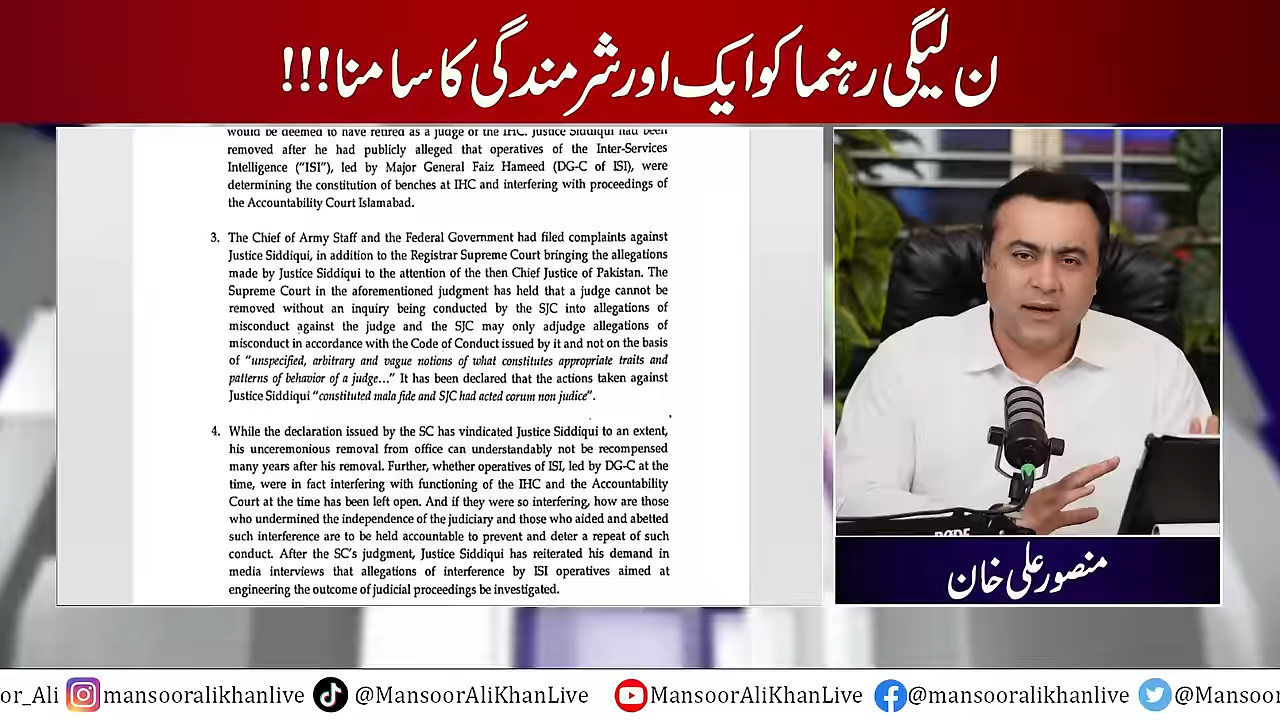 ن لیگی رہنما کو ایک اور شرمندگی کا سامنا!!!
would be deemed to have retired as a judge of the IHC. Justice Siddiqui had been
removed after he had publicly alleged that operatives of the Inter-Services
Intelligence (“ISI”), led by Major General Faiz Hameed (DG-C of ISI), were
determining the constitution of benches at IHC and interfering with proceedings of
the Accountability Court Islamabad.
3. The Chief of Army Staff and the Federal Government had filed complaints against
Justice Siddiqui, in addition to the Registrar Supreme Court bringing the allegations
made by Justice Siddiqui to the attention of the then Chief Justice of Pakistan. The
Supreme Court in the aforementioned judgment has held that a judge cannot be
removed without an inquiry being conducted by the SJC into allegations of
misconduct against the judge and the SJC may only adjudge allegations of
misconduct in accordance with the Code of Conduct issued by it and not on the basis
of “unspecified, arbitrary and vague notions of what constitutes appropriate traits and
patterns of behavior of a judge…” It has been declared that the actions taken against
Justice Siddiqui “constituted mala fide and SJC had acted corum non judice”.
4. While the declaration issued by the SC has vindicated Justice Siddiqui to an extent,
his unceremonious removal from office can understandably not be recompensed
many years after his removal. Further, whether operatives of ISI, led by DG-C at the
time, were in fact interfering with functioning of the IHC and the Accountability
Court at the time has been left open. And if they were so interfering, how are those
who undermined the independence of the judiciary and those who aided and abetted
such interference are to be held accountable to prevent and deter a repeat of such
conduct. After the SC’s judgment, Justice Siddiqui has reiterated his demand in
media interviews that allegations of interference by ISI operatives aimed at
engineering the outcome of judicial proceedings be investigated.
منصور علی خان
or_Ali mansooralikhanlive @MansoorAliKhanLive MansoorAliKhanLive @mansooralikhanlive @Mansoor